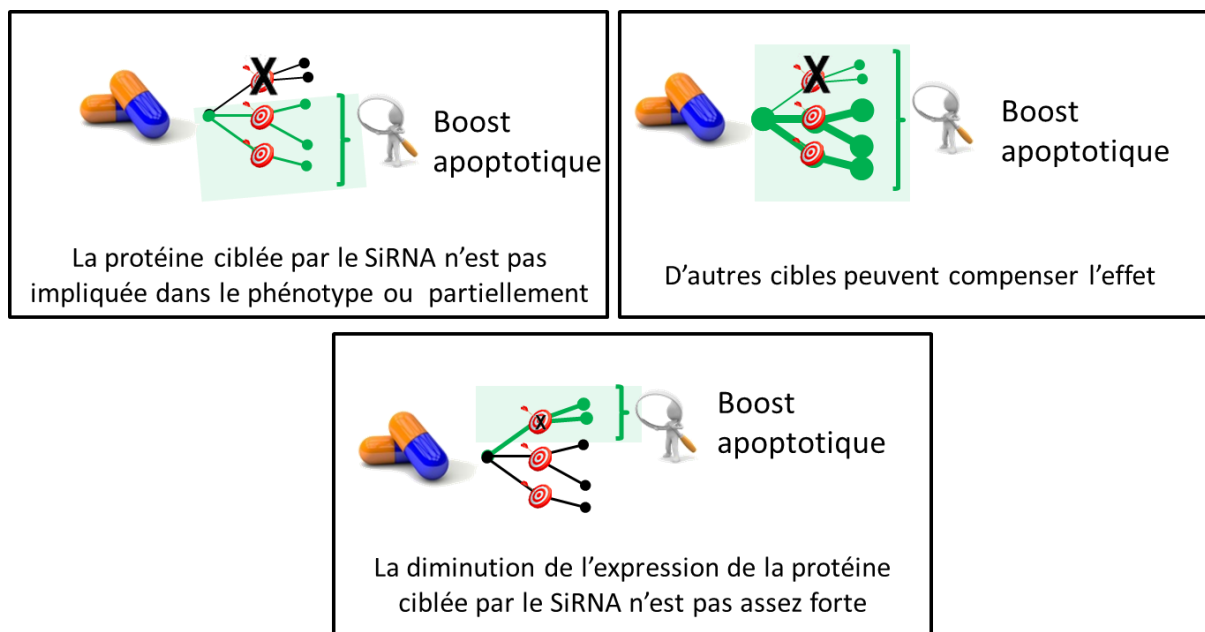 Boost
apoptotique
La protéine ciblée par le SiRNA n’est pas
impliquée dans le phénotype ou  partiellement
X
Boost
apoptotique
D’autres cibles peuvent compenser l’effet
X
Boost
apoptotique
La diminution de l’expression de la protéine
ciblée par le SiRNA n’est pas assez forte
X